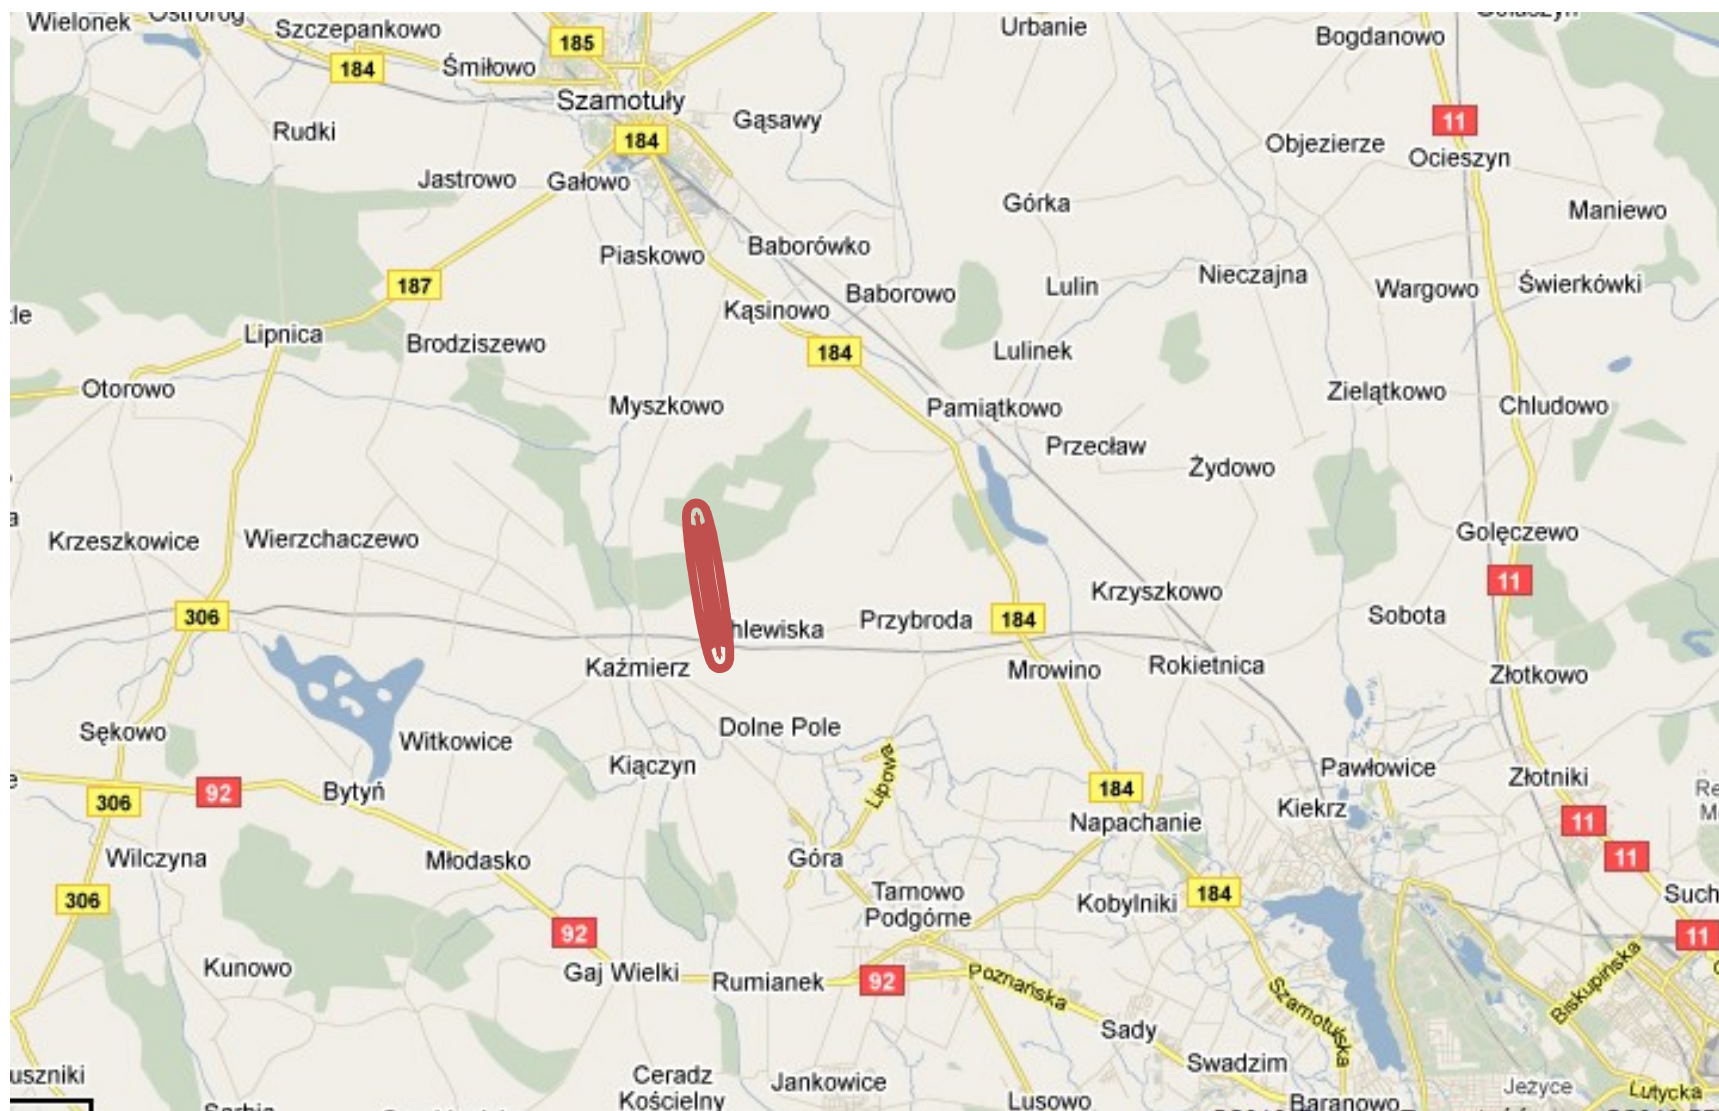 Wielonek
Ostroróg
Szczepankowo
185
Urbanie
Bogdanowo
184
Śmiłowo
Szamotuły
Gąsawy
11
Rudki
184
Objezierze
Ocieszyn
Jastrowo
Gałowo
Górka
Maniewo
Piaskowo
Baborówko
187
Baborowo
Lulin
Nieczajna
Wargowo
Świerkówki
Kąsinowo
Lipnica
Brodziszewo
184
Lulinek
Otorowo
Myszkowo
Pamiątkowo
Zielątkowo
Chludowo
Przecław
Żydowo
Krzeszkowice
Wierzchaczewo
Golęczewo
11
Krzyszkowo
306
hlewiska
Przybroda
184
Sobota
Kaźmierz
Mrowino
Rokietnica
Złotkowo
Sękowo
Witkowice
Dolne Pole
Kiączyn
Lipowa
Pawłowice
Złotniki
306
92
Bytyń
184
Kiekrz
Napachanie
11
Wilczyna
Młodasko
Góra
11
306
Tarnowo
Podgórne
Kobylniki
184
Such
92
11
Kunowo
Gaj Wielki
Rumianek
92
Poznańska
Szamotulska
Biskupińska
Sady
Swadzim
uszniki
Ceradz
Kościelny
Jankowice
Lusowo
Baranowo
Jeżyce
Lutycka